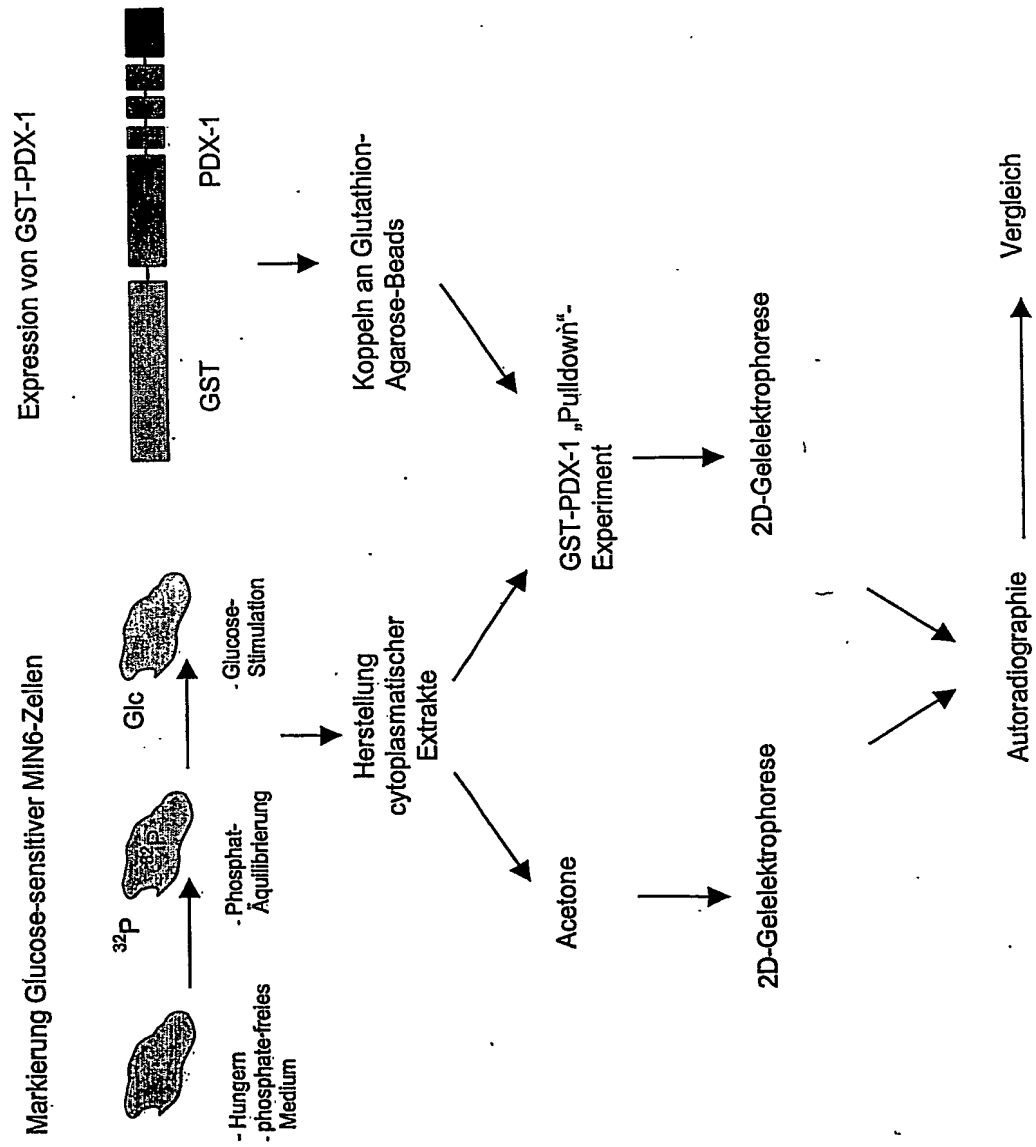 Markierung Glucose-sensitiver MIN6-Zellen
Expression von GST-PDX-1
32P
32P
Glc
GST
PDX-1
- Hungern
- phosphate-freies
Medium
- Phosphat-
Äquilibrierung
- Glucose-
Stimulation
Herstellung
cytoplasmatischer
Extrakte
Koppeln an Glutathion-
Agarose-Beads
Acetone
GST-PDX-1 „Pulldown“-
Experiment
2D-Gelelektrophorese
2D-Gelelektrophorese
Autoradiographie
Vergleich